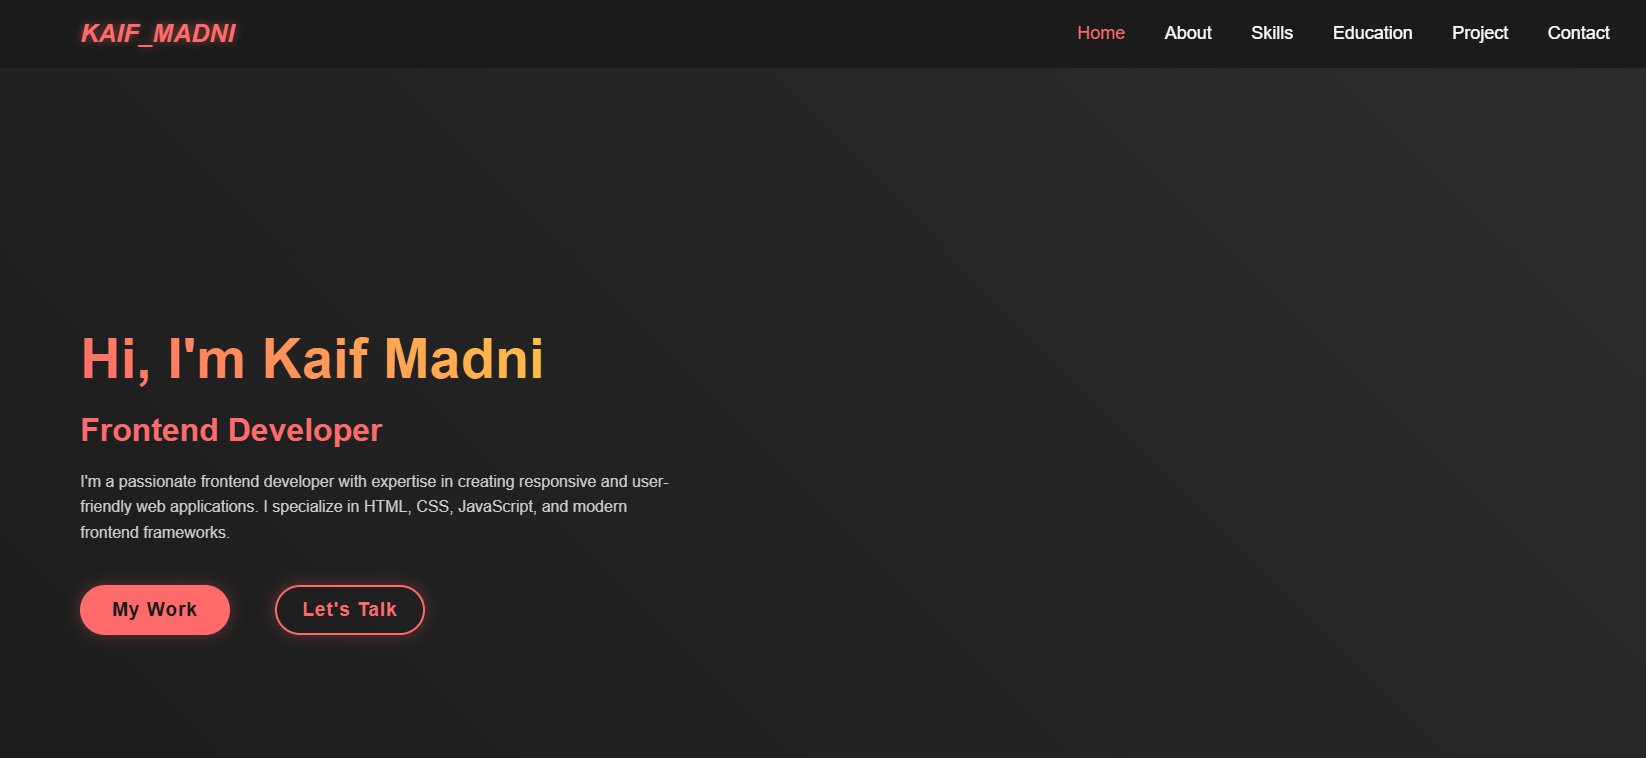 KAIF_MADNI
Home About Skills Education Project Contact
Hi, I'm Kaif Madni
Frontend Developer
I'm a passionate frontend developer with expertise in creating responsive and user-
friendly web applications. I specialize in HTML, CSS, JavaScript, and modern
frontend frameworks.
My Work
Let's Talk